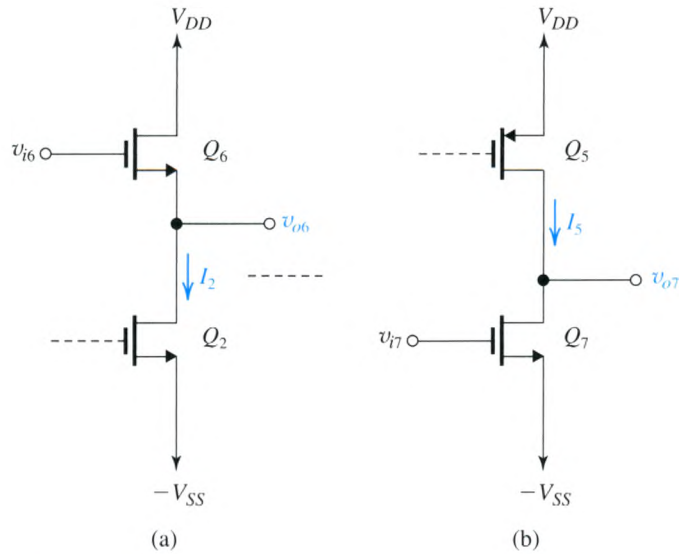 V_DD
v_i6
Q_6
v_o6
I_2
Q_2
−V_SS
(a)
V_DD
Q_5
I_5
v_o7
v_i7
Q_7
−V_SS
(b)